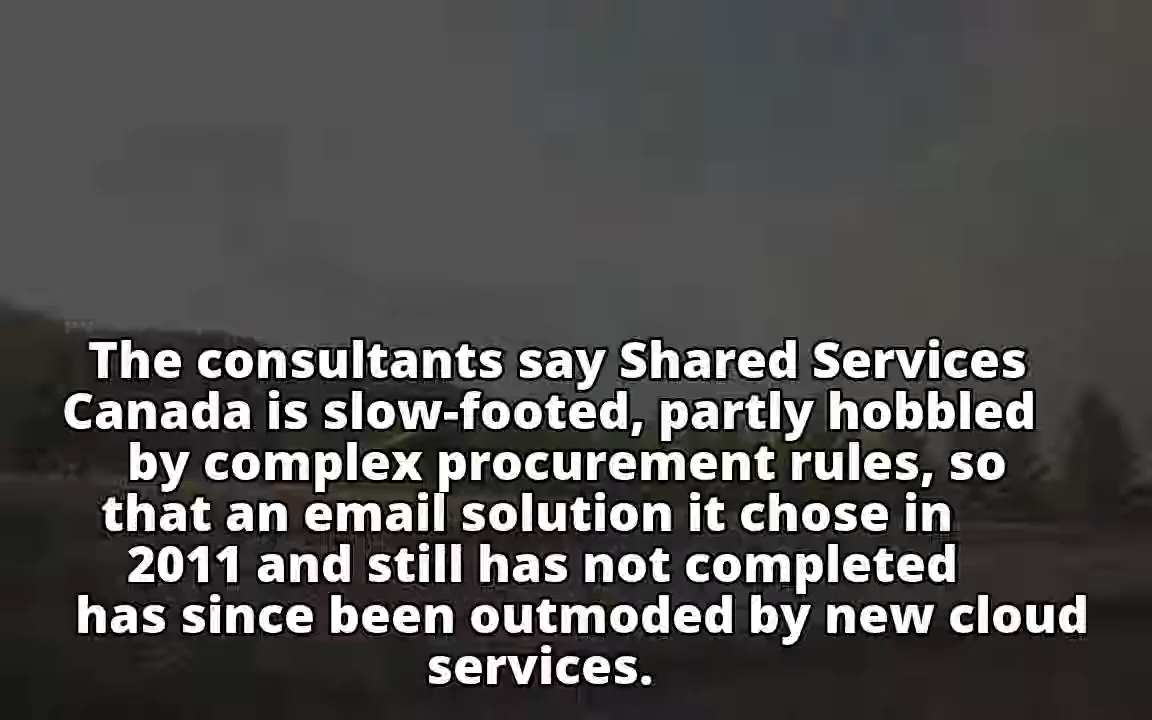 The consultants say Shared Services
Canada is slow-footed, partly hobbled
by complex procurement rules, so
that an email solution it chose in
2011 and still has not completed
has since been outmoded by new cloud
services.